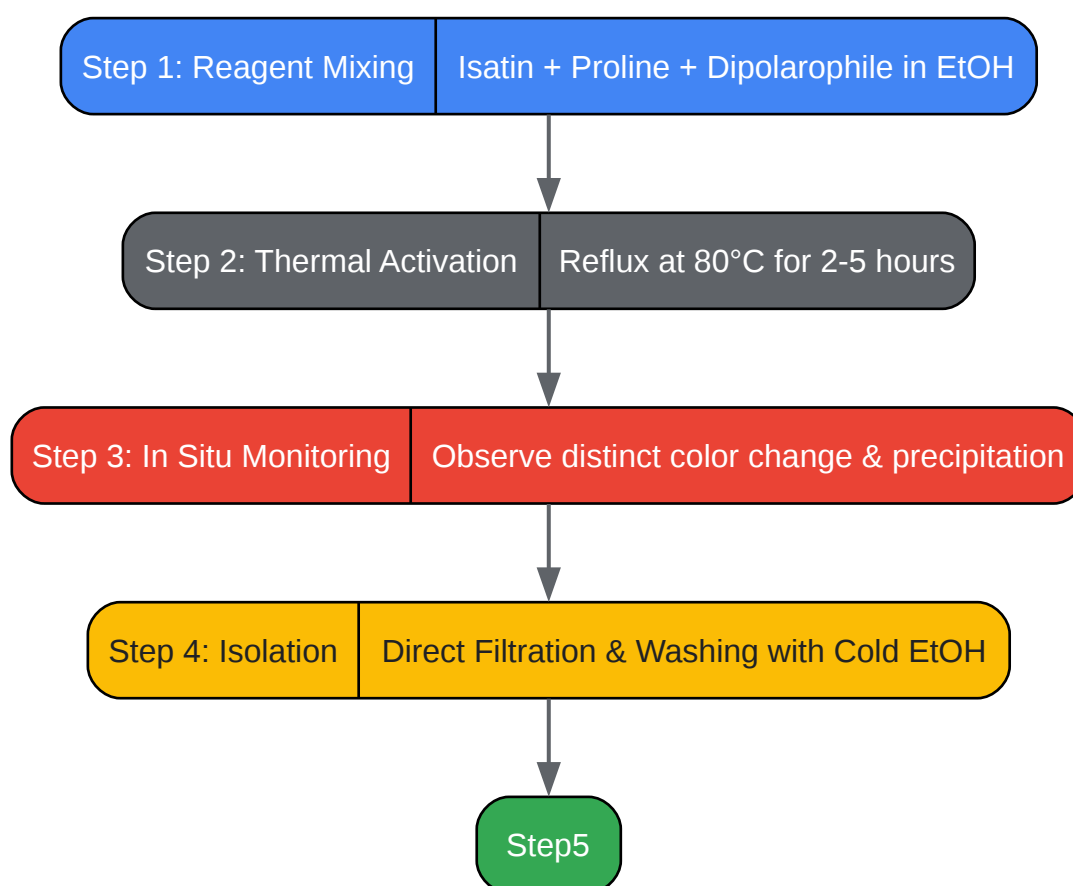 Step 1: Reagent Mixing Isatin + Proline + Dipolarophile in EtOH
Step 2: Thermal Activation Reflux at 80°C for 2-5 hours
Step 3: In Situ Monitoring Observe distinct color change & precipitation
Step 4: Isolation Direct Filtration & Washing with Cold EtOH
Step5